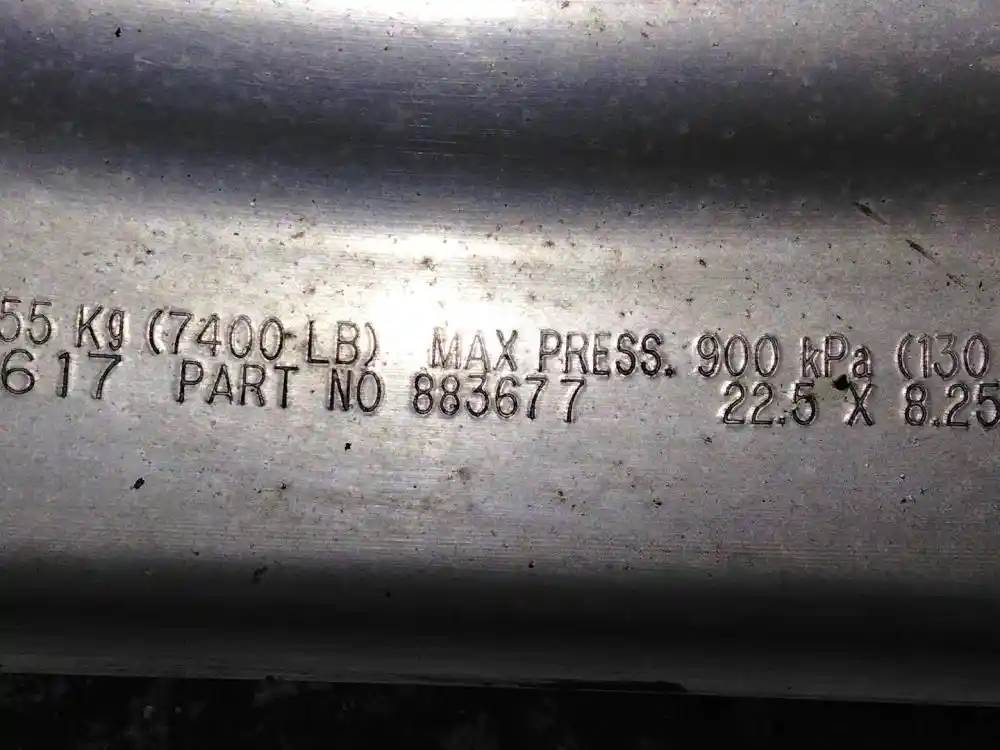 55 Kg (7400 LB) MAX PRESS. 900 kPa (130
617 PART NO 883677 22.5 X 8.25